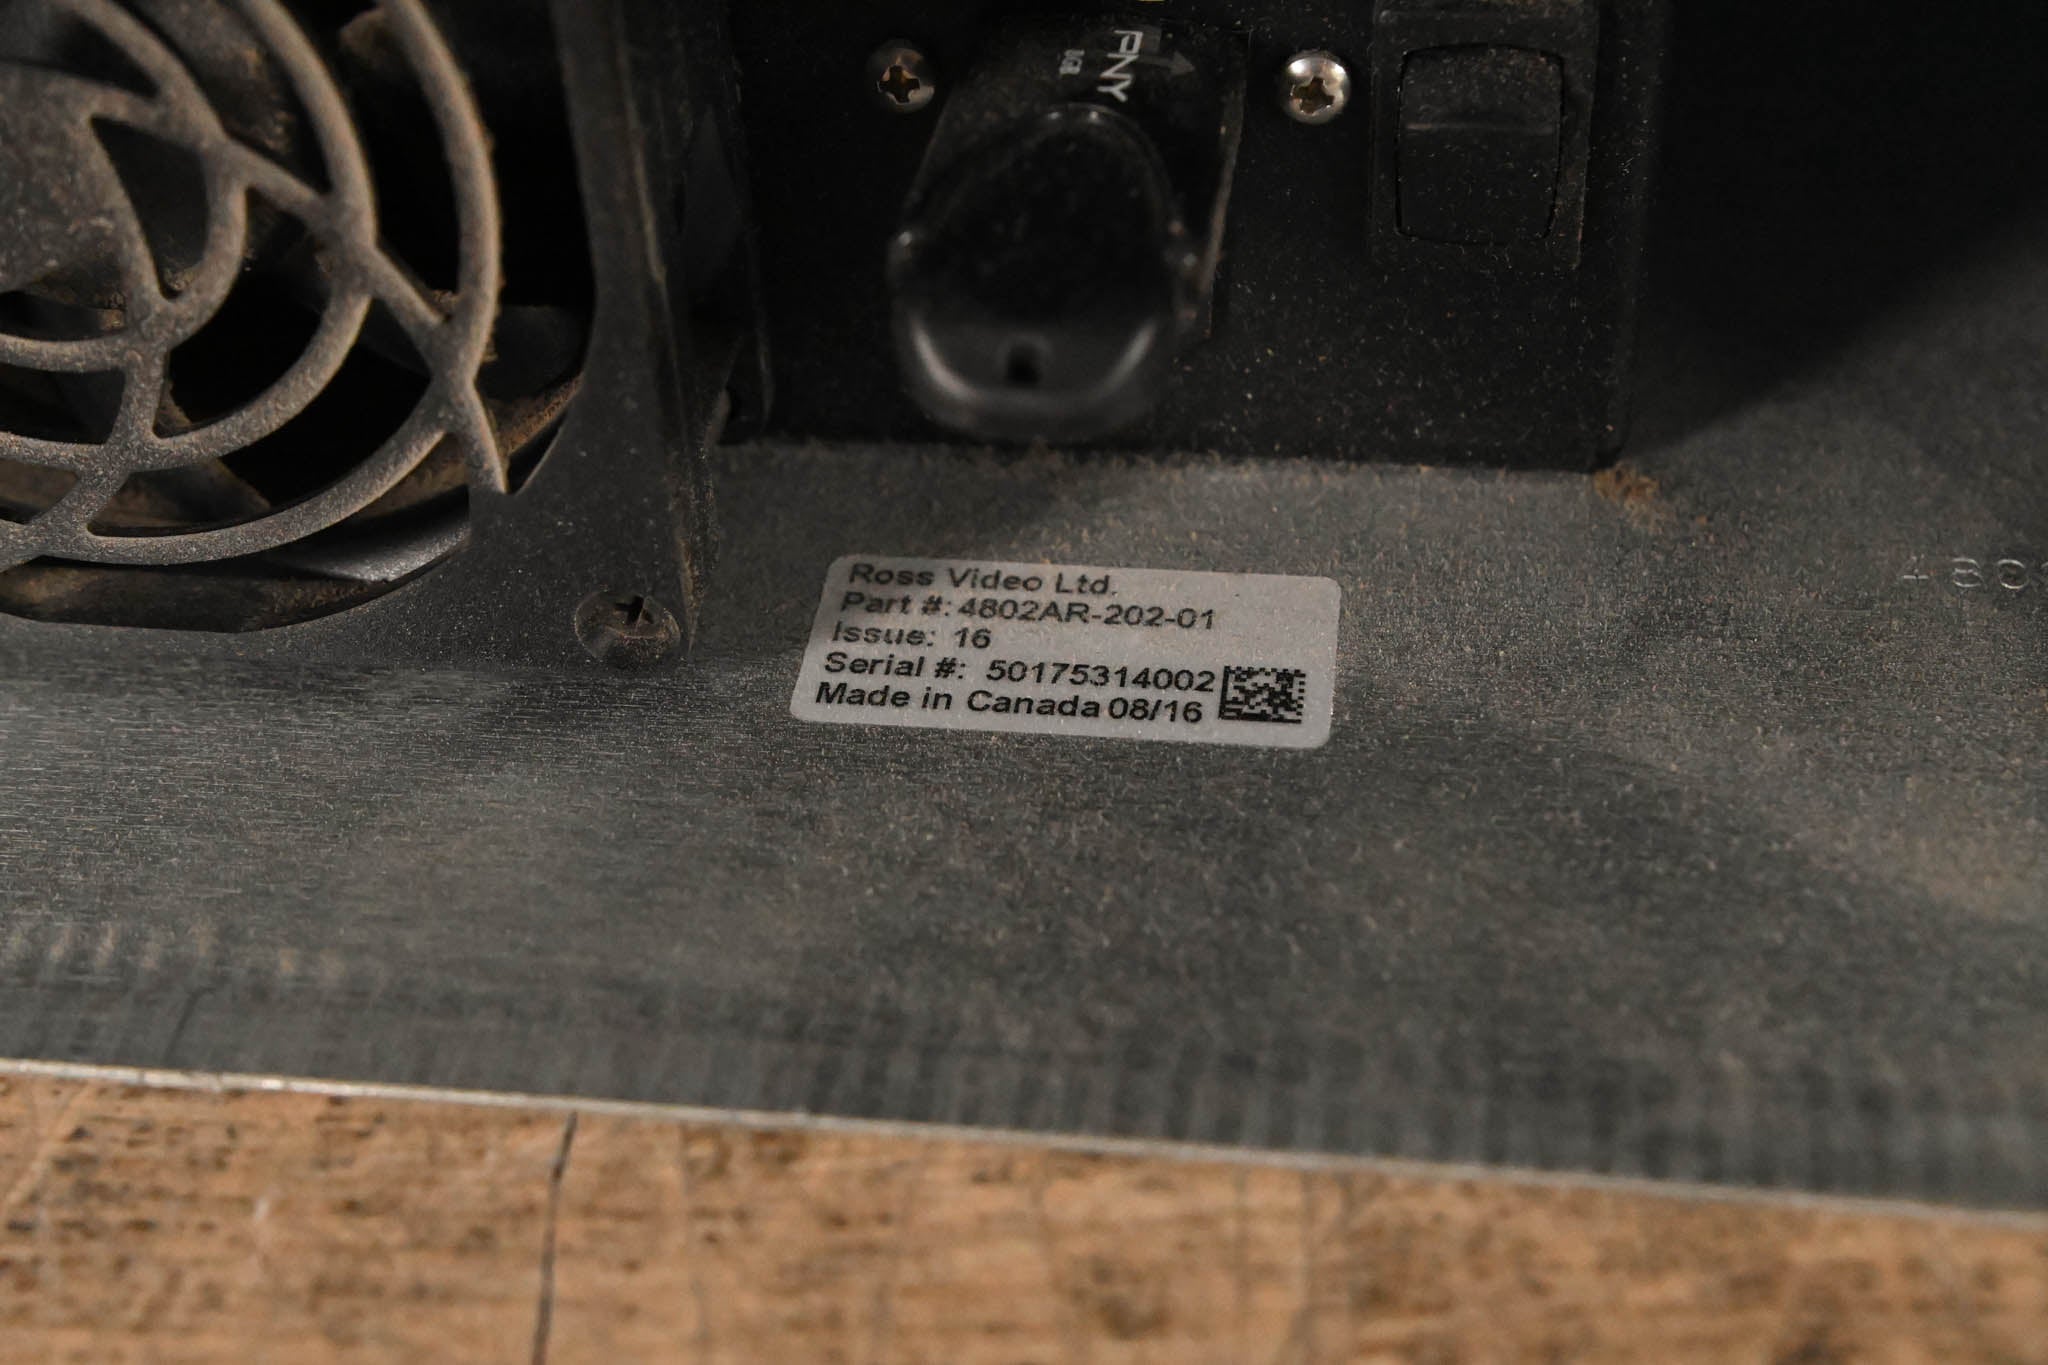 PNY
Ross Video Ltd.
Part #: 4802AR-202-01
Issue: 16
Serial #: 50175314002
Made in Canada 08/16